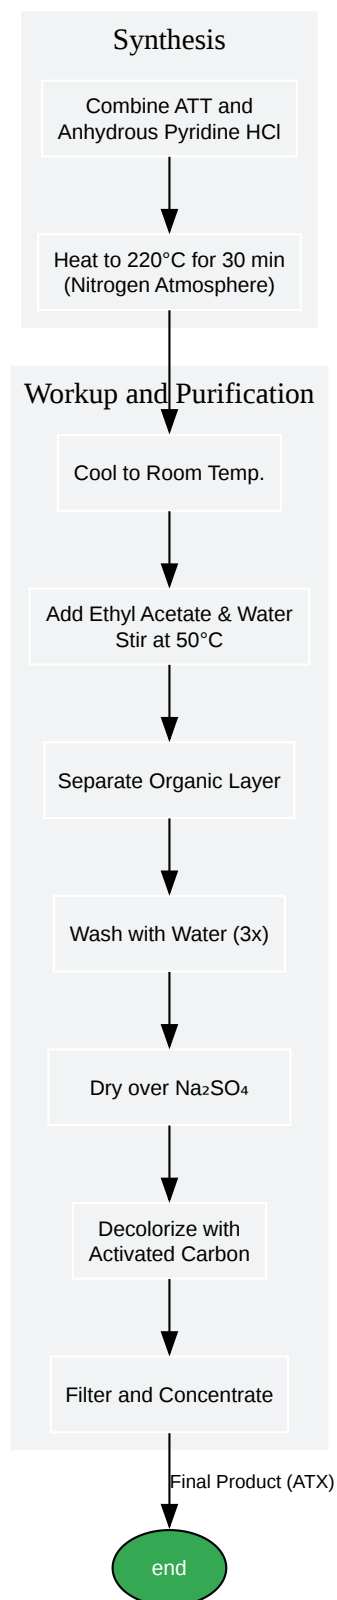 Synthesis
Combine ATT and
Anhydrous Pyridine HCl
Heat to 220°C for 30 min
(Nitrogen Atmosphere)
Workup and Purification
Cool to Room Temp.
Add Ethyl Acetate & Water
Stir at 50°C
Separate Organic Layer
Wash with Water (3x)
Dry over Na₂SO₄
Decolorize with
Activated Carbon
Filter and Concentrate
Final Product (ATX)
end